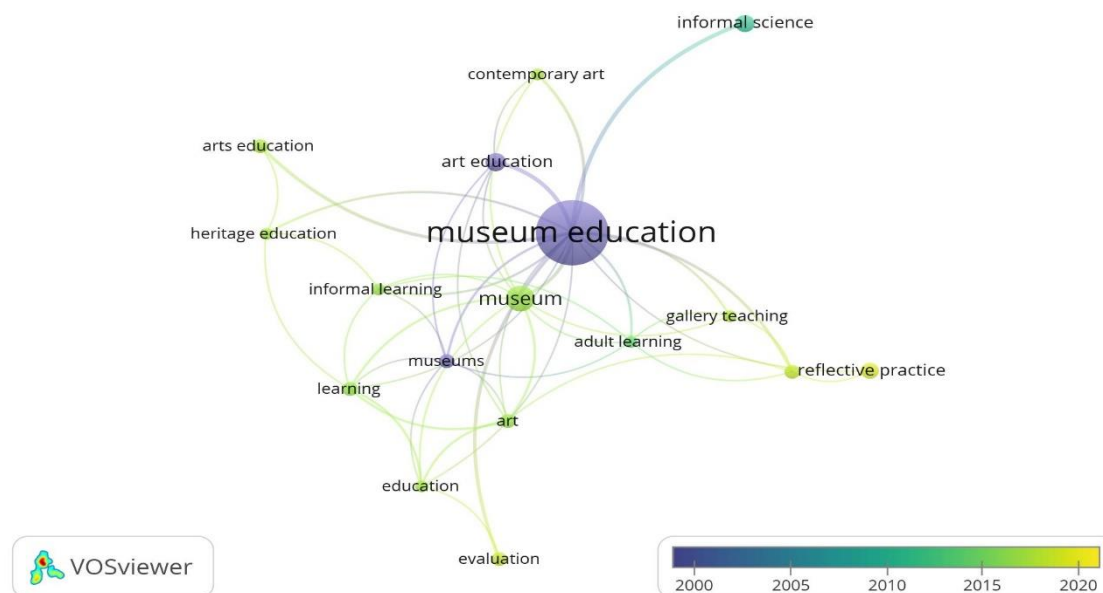 informal science
contemporary art
arts education
art education
museum education
heritage education
informal learning
museum
gallery teaching
adult learning
museums
reflective practice
learning
art
education
evaluation
VOSviewer
2000 2005 2010 2015 2020